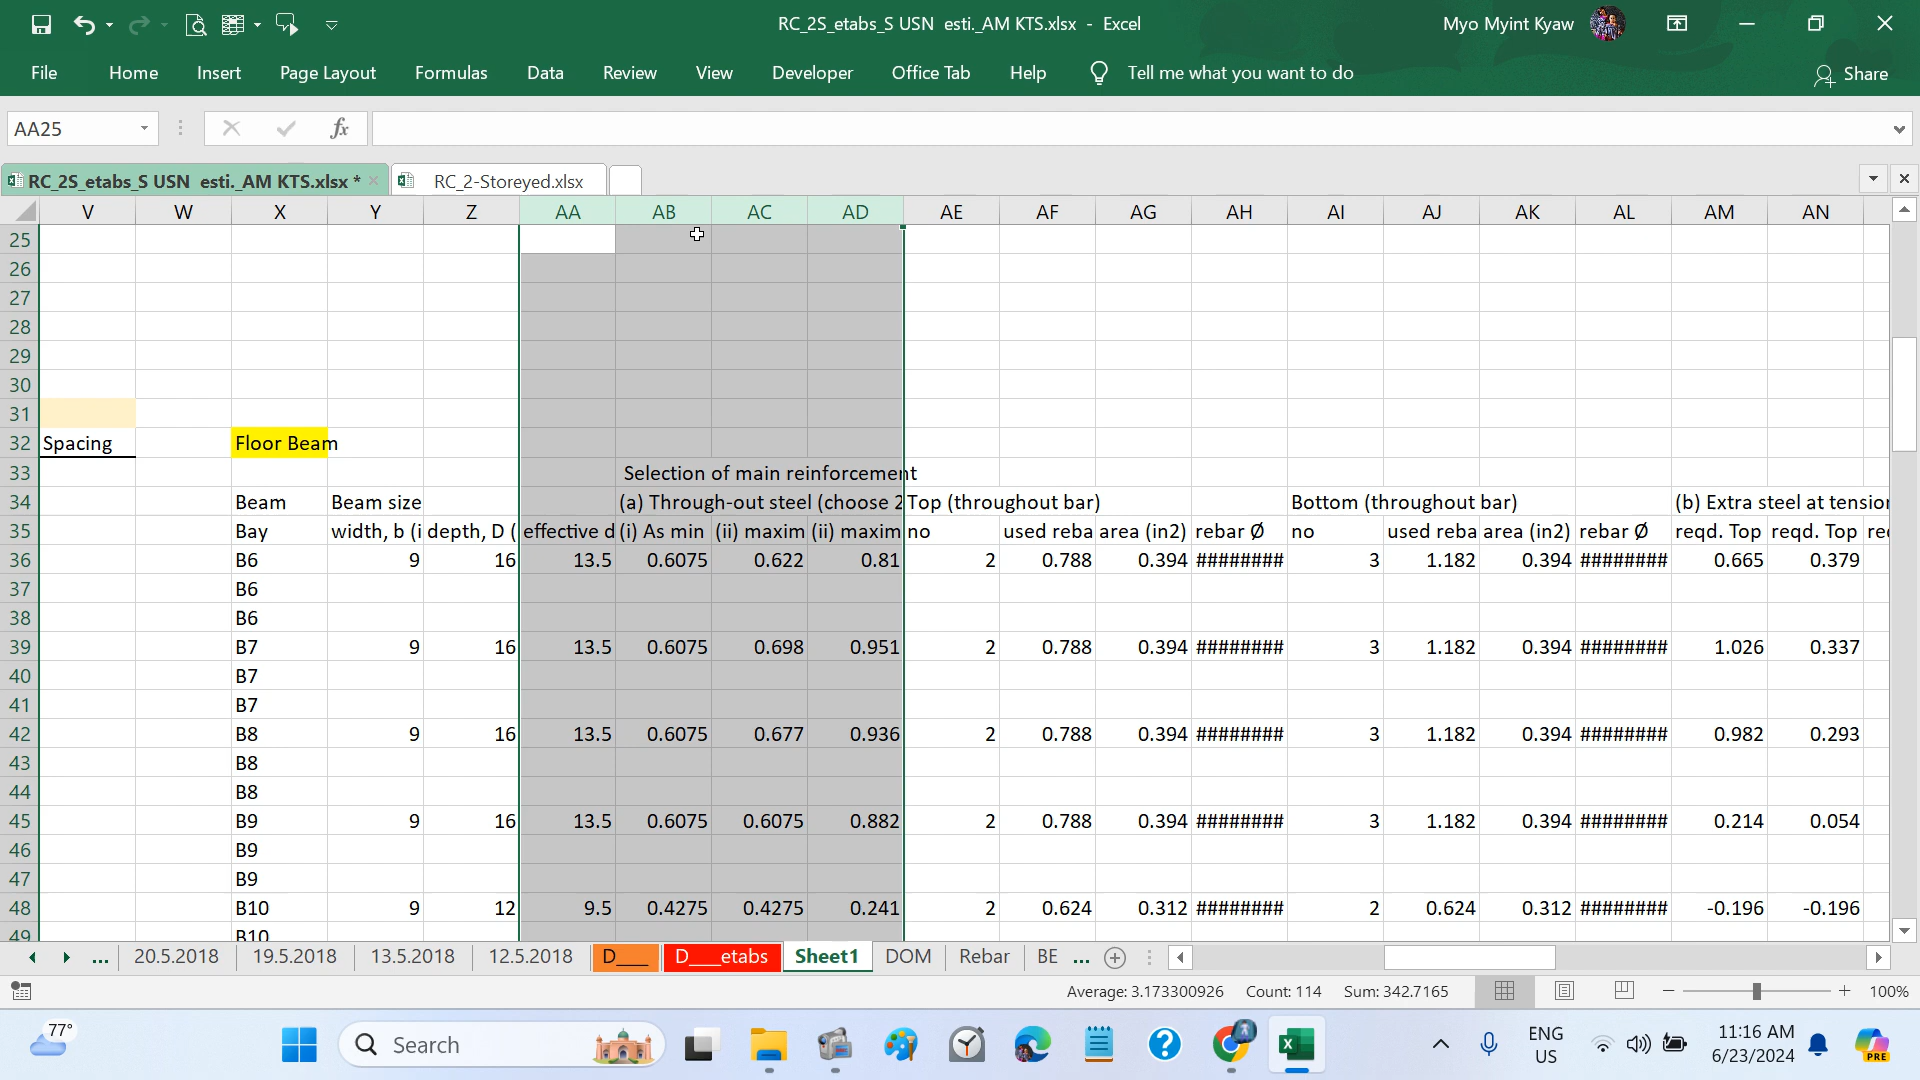 RC_2S_etabs_S USN  esti._AM KTS.xlsx  -  Excel
Myo Myint Kyaw
File Home Insert Page Layout Formulas Data Review View Developer Office Tab Help Tell me what you want to do Share
AA25 fx
RC_2S_etabs_S USN  esti._AM KTS.xlsx * RC_2-Storeyed.xlsx
V W X Y Z AA AB AC AD AE AF AG AH AI AJ AK AL AM AN
25
26
27
28
29
30
31
32 Spacing Floor Beam
33 Selection of main reinforcement
34 Beam Beam size (a) Through-out steel (choose 2 Top (throughout bar) Bottom (throughout bar) (b) Extra steel at tension
35 Bay width, b (i depth, D ( effective d (i) As min (ii) maxim (ii) maxim no used reba area (in2) rebar Ø no used reba area (in2) rebar Ø reqd. Top reqd. Top rec
36 B6 9 16 13.5 0.6075 0.622 0.81 2 0.788 0.394 ######## 3 1.182 0.394 ######## 0.665 0.379
37 B6
38 B6
39 B7 9 16 13.5 0.6075 0.698 0.951 2 0.788 0.394 ######## 3 1.182 0.394 ######## 1.026 0.337
40 B7
41 B7
42 B8 9 16 13.5 0.6075 0.677 0.936 2 0.788 0.394 ######## 3 1.182 0.394 ######## 0.982 0.293
43 B8
44 B8
45 B9 9 16 13.5 0.6075 0.6075 0.882 2 0.788 0.394 ######## 3 1.182 0.394 ######## 0.214 0.054
46 B9
47 B9
48 B10 9 12 9.5 0.4275 0.4275 0.241 2 0.624 0.312 ######## 2 0.624 0.312 ######## -0.196 -0.196
49 B10
... 20.5.2018 19.5.2018 13.5.2018 12.5.2018 D___ D___etabs Sheet1 DOM Rebar BE ...
Average: 3.173300926 Count: 114 Sum: 342.7165 100%
77° Search ENG
US 11:16 AM
6/23/2024 PRE